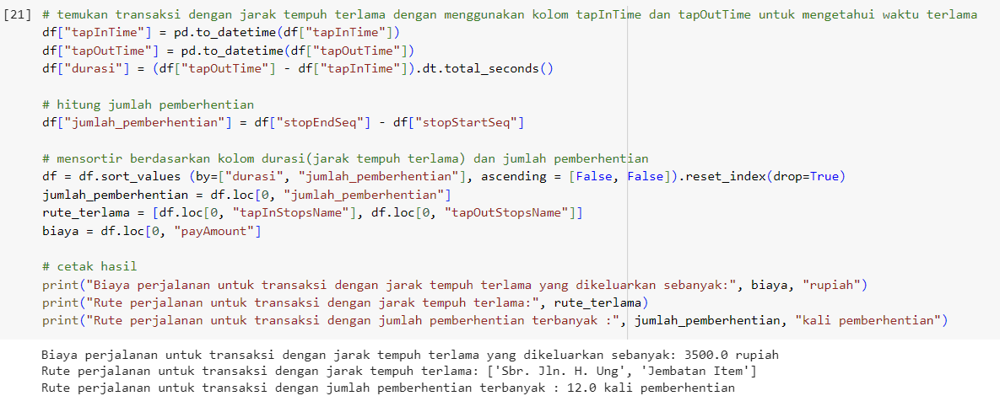 [21] # temukan transaksi dengan jarak tempuh terlama dengan menggunakan kolom tapInTime dan tapOutTime untuk mengetahui waktu terlama
df["tapInTime"] = pd.to_datetime(df["tapInTime"])
df["tapOutTime"] = pd.to_datetime(df["tapOutTime"])
df["durasi"] = (df["tapOutTime"] - df["tapInTime"]).dt.total_seconds()
# hitung jumlah pemberhentian
df["jumlah_pemberhentian"] = df["stopEndSeq"] - df["stopStartSeq"]
# mensortir berdasarkan kolom durasi(jarak tempuh terlama) dan jumlah pemberhentian
df = df.sort_values (by=["durasi", "jumlah_pemberhentian"], ascending = [False, False]).reset_index(drop=True)
jumlah_pemberhentian = df.loc[0, "jumlah_pemberhentian"]
rute_terlama = [df.loc[0, "tapInStopsName"], df.loc[0, "tapOutStopsName"]]
biaya = df.loc[0, "payAmount"]
# cetak hasil
print("Biaya perjalanan untuk transaksi dengan jarak tempuh terlama yang dikeluarkan sebanyak:", biaya, "rupiah")
print("Rute perjalanan untuk transaksi dengan jarak tempuh terlama:", rute_terlama)
print("Rute perjalanan untuk transaksi dengan jumlah pemberhentian terbanyak :", jumlah_pemberhentian, "kali pemberhentian")
Biaya perjalanan untuk transaksi dengan jarak tempuh terlama yang dikeluarkan sebanyak: 3500.0 rupiah
Rute perjalanan untuk transaksi dengan jarak tempuh terlama: ['Sbr. Jln. H. Ung', 'Jembatan Item']
Rute perjalanan untuk transaksi dengan jumlah pemberhentian terbanyak : 12.0 kali pemberhentian